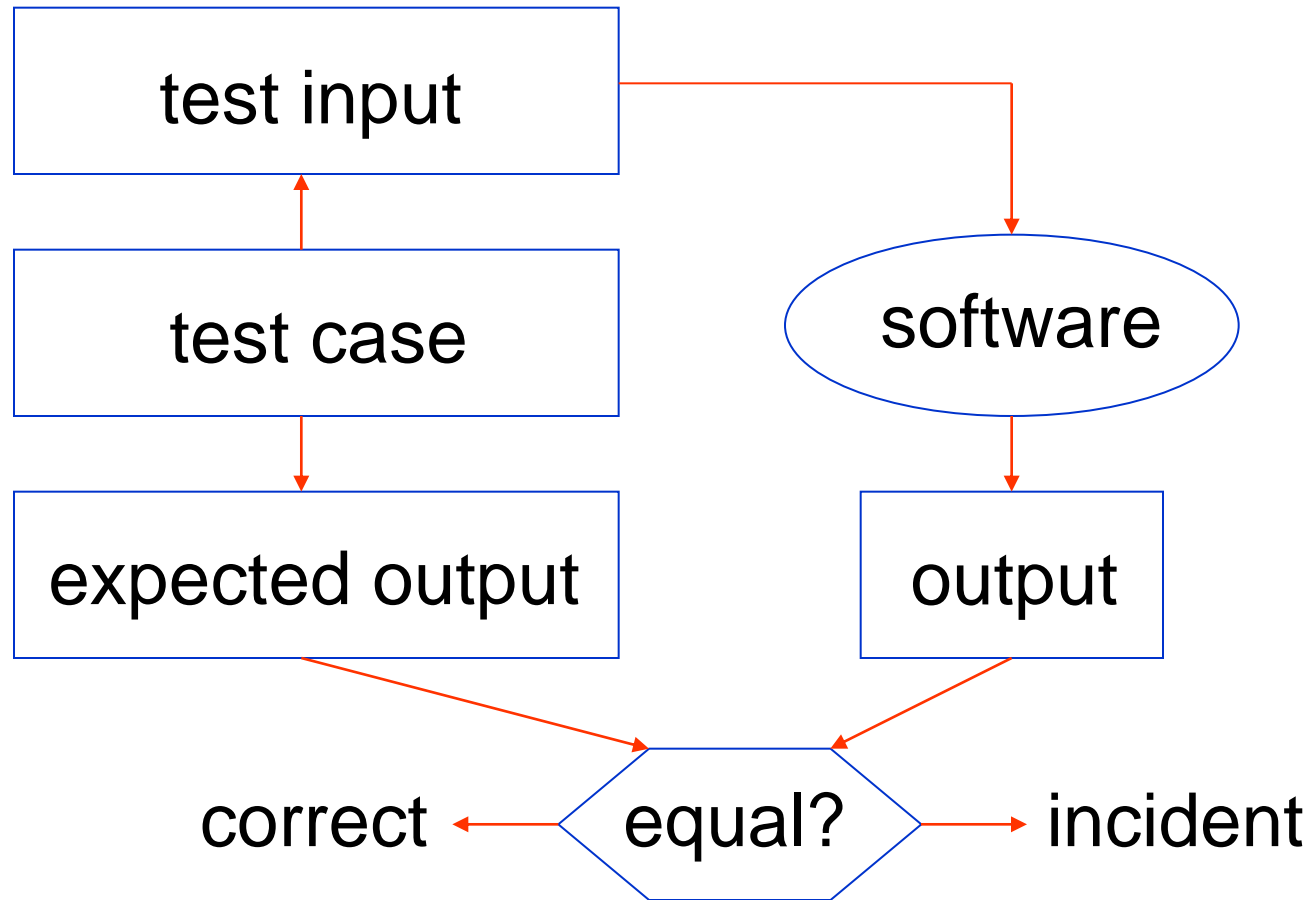 test input
test case
software
expected output
output
correct
equal?
incident